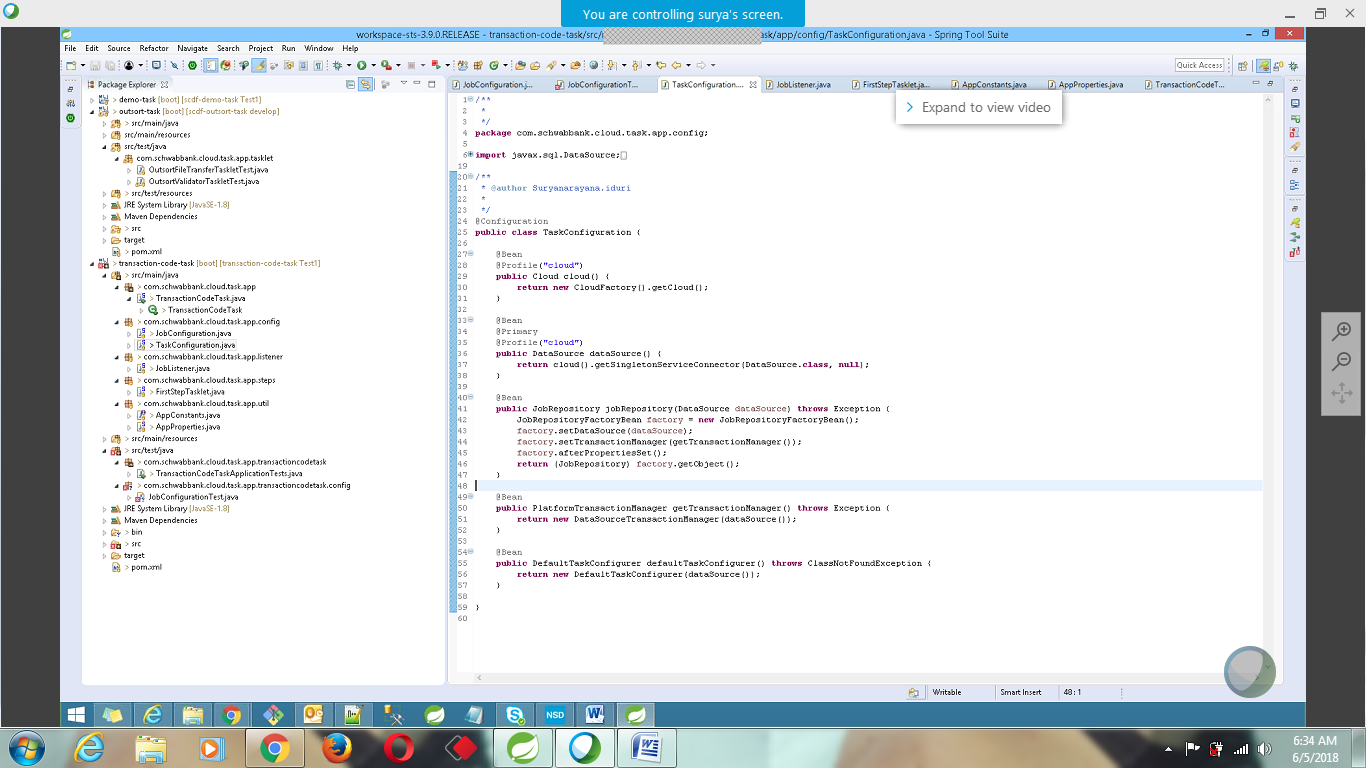 You are controlling surya's screen.
workspace-sts-3.9.0.RELEASE - transaction-code-task/src/ sk/app/config/TaskConfiguration.java - Spring Tool Suite
File Edit Source Refactor Navigate Search Project Run Window Help
Quick Access
Package Explorer
JobConfiguration.j...
JobConfigurationT...
TaskConfiguration....
JobListener.java
FirstStepTasklet.ja...
AppConstants.java
AppProperties.java
TransactionCodeT...
Expand to view video
> demo-task [boot] [scdf-demo-task Test1]
> outsort-task [boot] [scdf-outsort-task develop]
> src/main/java
src/main/resources
src/test/java
com.schwabbank.cloud.task.app.tasklet
OutsortFileTransferTaskletTest.java
OutsortValidatorTaskletTest.java
> src/test/resources
JRE System Library [JavaSE-1.8]
Maven Dependencies
> src
target
> pom.xml
> transaction-code-task [boot] [transaction-code-task Test1]
> src/main/java
> com.schwabbank.cloud.task.app
> TransactionCodeTask.java
> TransactionCodeTask
> com.schwabbank.cloud.task.app.config
> JobConfiguration.java
> TaskConfiguration.java
> com.schwabbank.cloud.task.app.listener
> JobListener.java
> com.schwabbank.cloud.task.app.steps
> FirstStepTasklet.java
> com.schwabbank.cloud.task.app.util
> AppConstants.java
> AppProperties.java
> src/main/resources
> src/test/java
> com.schwabbank.cloud.task.app.transactioncodetask
> TransactionCodeTaskApplicationTests.java
> com.schwabbank.cloud.task.app.transactioncodetask.config
> JobConfigurationTest.java
JRE System Library [JavaSE-1.8]
Maven Dependencies
> bin
> src
target
> pom.xml
1 /**
2  *
3  */
4 package com.schwabbank.cloud.task.app.config;
5
6 import javax.sql.DataSource;
19
20 /**
21  * @author Suryanarayana.iduri
22  *
23  */
24 @Configuration
25 public class TaskConfiguration {
26
27 @Bean
28 @Profile("cloud")
29 public Cloud cloud() {
30 return new CloudFactory().getCloud();
31 }
32
33 @Bean
34 @Primary
35 @Profile("cloud")
36 public DataSource dataSource() {
37 return cloud().getSingletonServiceConnector(DataSource.class, null);
38 }
39
40 @Bean
41 public JobRepository jobRepository(DataSource dataSource) throws Exception {
42 JobRepositoryFactoryBean factory = new JobRepositoryFactoryBean();
43 factory.setDataSource(dataSource);
44 factory.setTransactionManager(getTransactionManager());
45 factory.afterPropertiesSet();
46 return (JobRepository) factory.getObject();
47 }
48
49 @Bean
50 public PlatformTransactionManager getTransactionManager() throws Exception {
51 return new DataSourceTransactionManager(dataSource());
52 }
53
54 @Bean
55 public DefaultTaskConfigurer defaultTaskConfigurer() throws ClassNotFoundException {
56 return new DefaultTaskConfigurer(dataSource());
57 }
58
59 }
60
Writable
Smart Insert
48 : 1
NSD
6:34 AM
6/5/2018